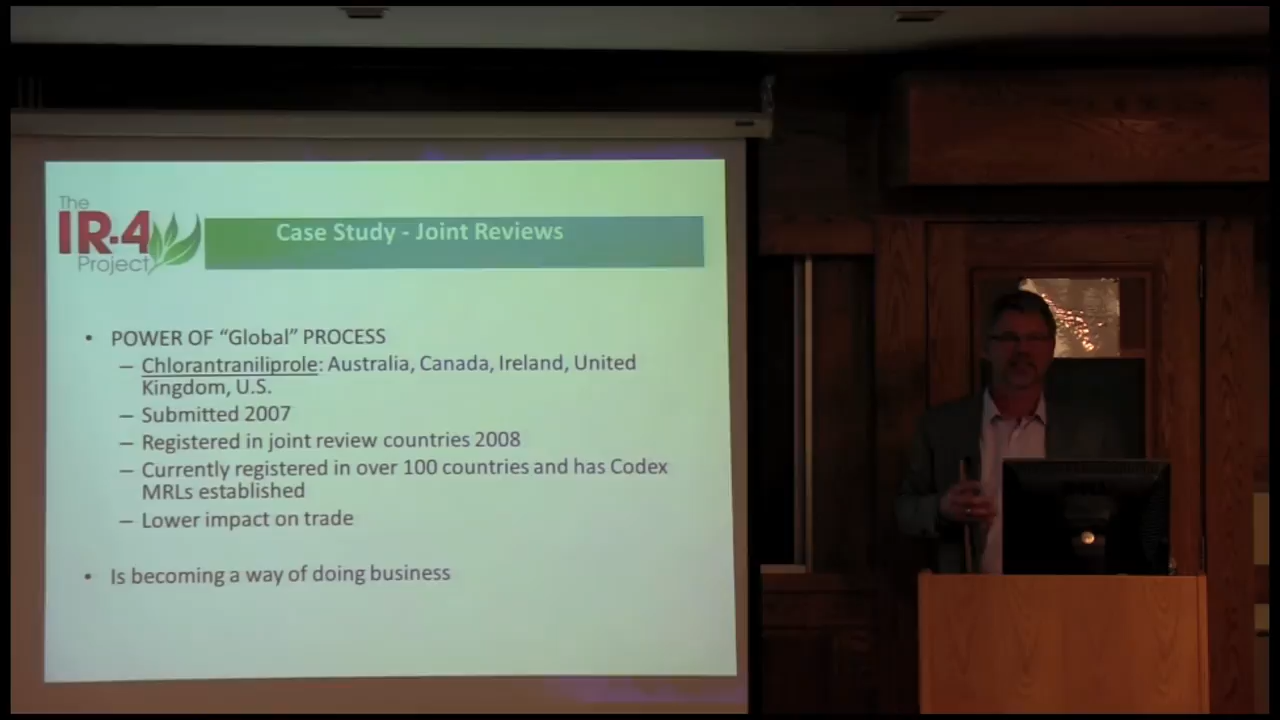 The
IR-4
Project
Case Study - Joint Reviews
• POWER OF “Global” PROCESS
– Chlorantraniliprole: Australia, Canada, Ireland, United
Kingdom, U.S.
– Submitted 2007
– Registered in joint review countries 2008
– Currently registered in over 100 countries and has Codex
MRLs established
– Lower impact on trade
• Is becoming a way of doing business